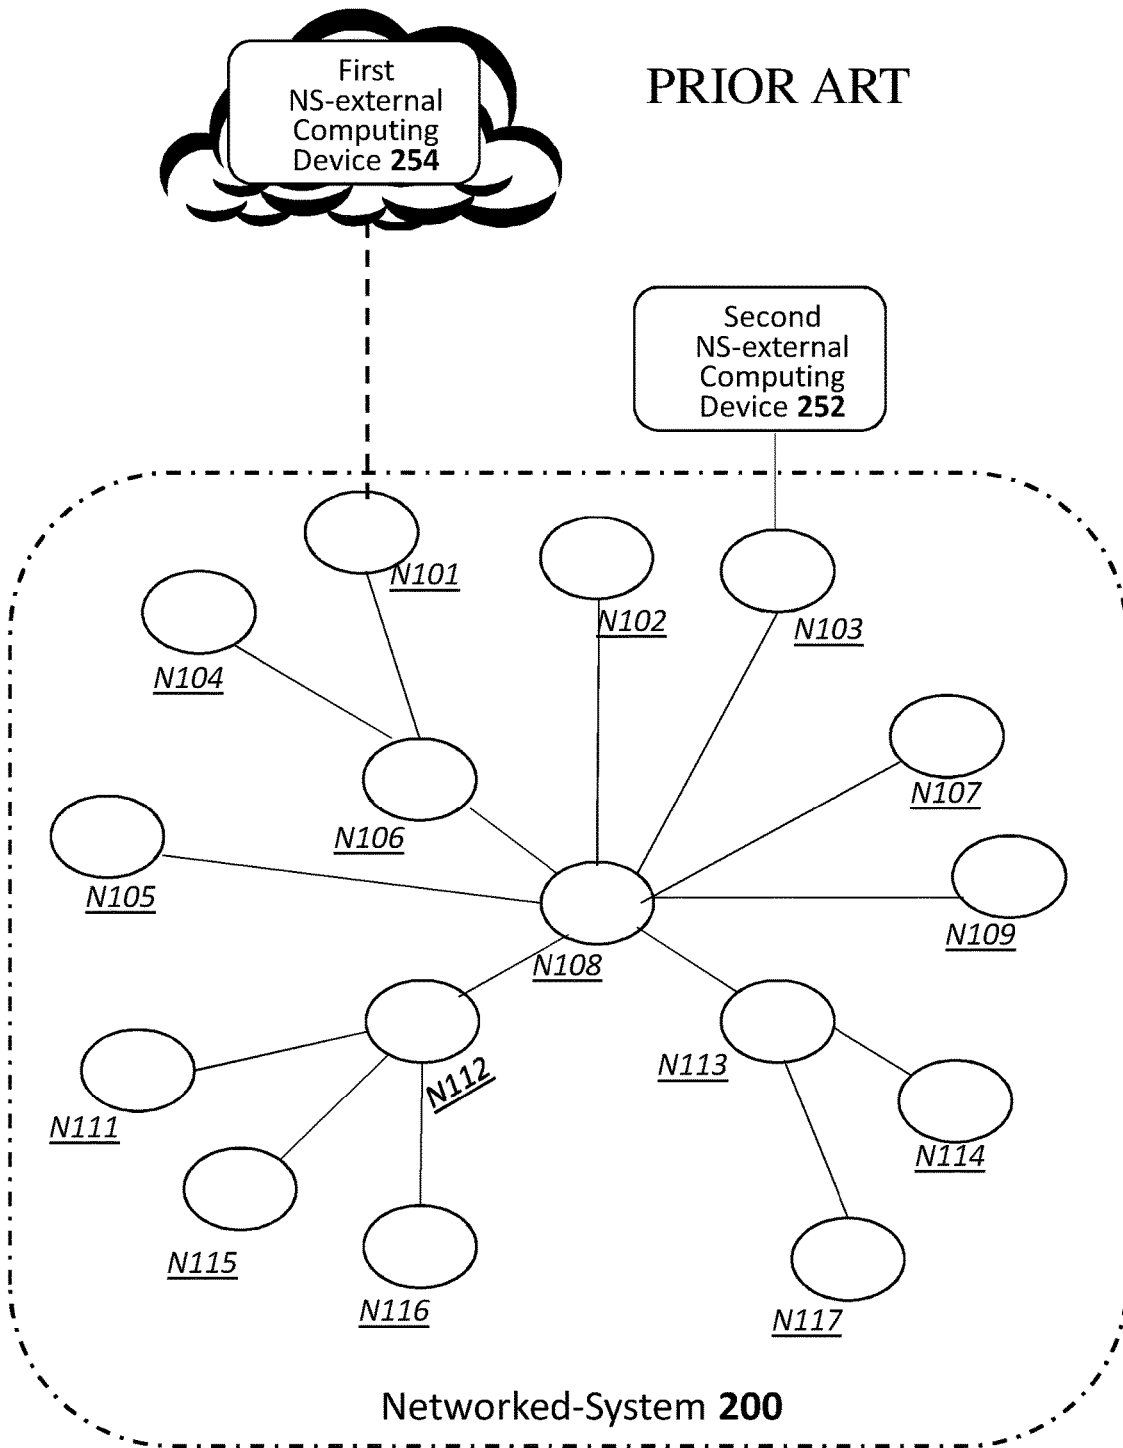 First
NS-external
Computing
Device 254
PRIOR ART
Second
NS-external
Computing
Device 252
N101
N102
N103
N104
N107
N106
N105
N109
N108
N113
N112
N111
N114
N115
N116
N117
Networked-System 200